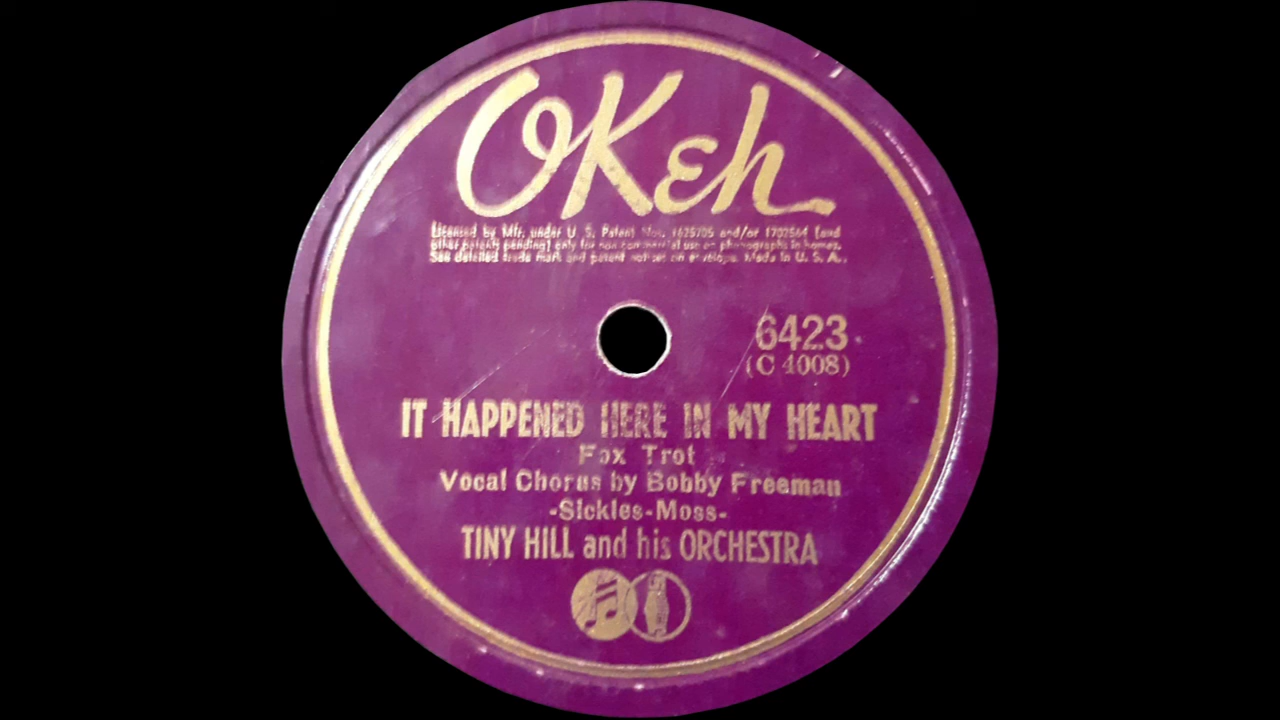 OKeh
Licensed by Mfr. under U. S. Patent Nos. 1625705 and/or 1702564 (and
other patents pending) only for non-commercial use on phonographs in homes.
See detailed trade mark and patent notices on envelope. Made in U. S. A.
6423
(C 4008)
IT HAPPENED HERE IN MY HEART
Fox Trot
Vocal Chorus by Bobby Freeman
-Sickles-Moss-
TINY HILL and his ORCHESTRA